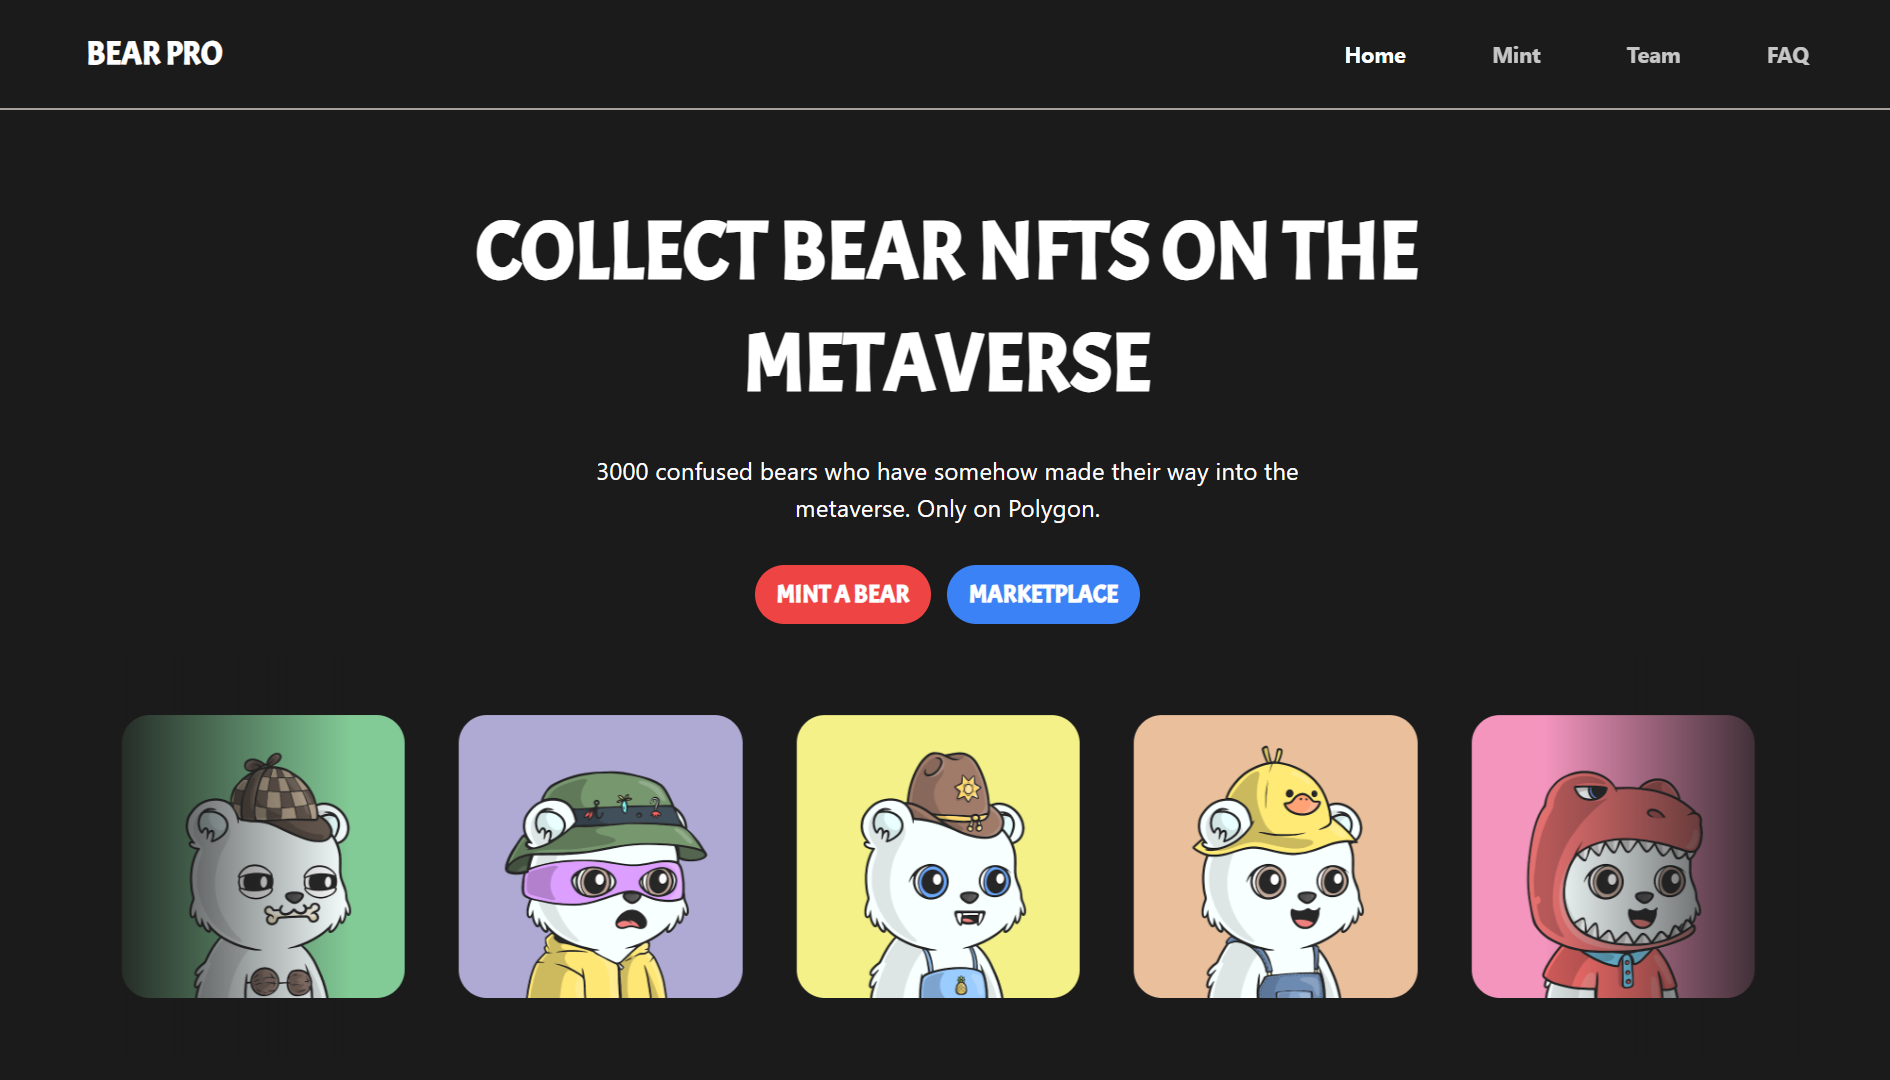 BEAR PRO
Home
Mint
Team
FAQ
COLLECT BEAR NFTS ON THE
METAVERSE
3000 confused bears who have somehow made their way into the
metaverse. Only on Polygon.
MINT A BEAR
MARKETPLACE